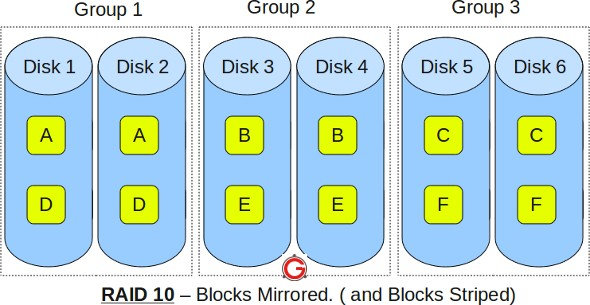 Group 1 Group 2 Group 3
Disk 1 Disk 2 Disk 3 Disk 4 Disk 5 Disk 6
A A B B C C
D D E E F F
G
RAID 10 – Blocks Mirrored. ( and Blocks Striped)